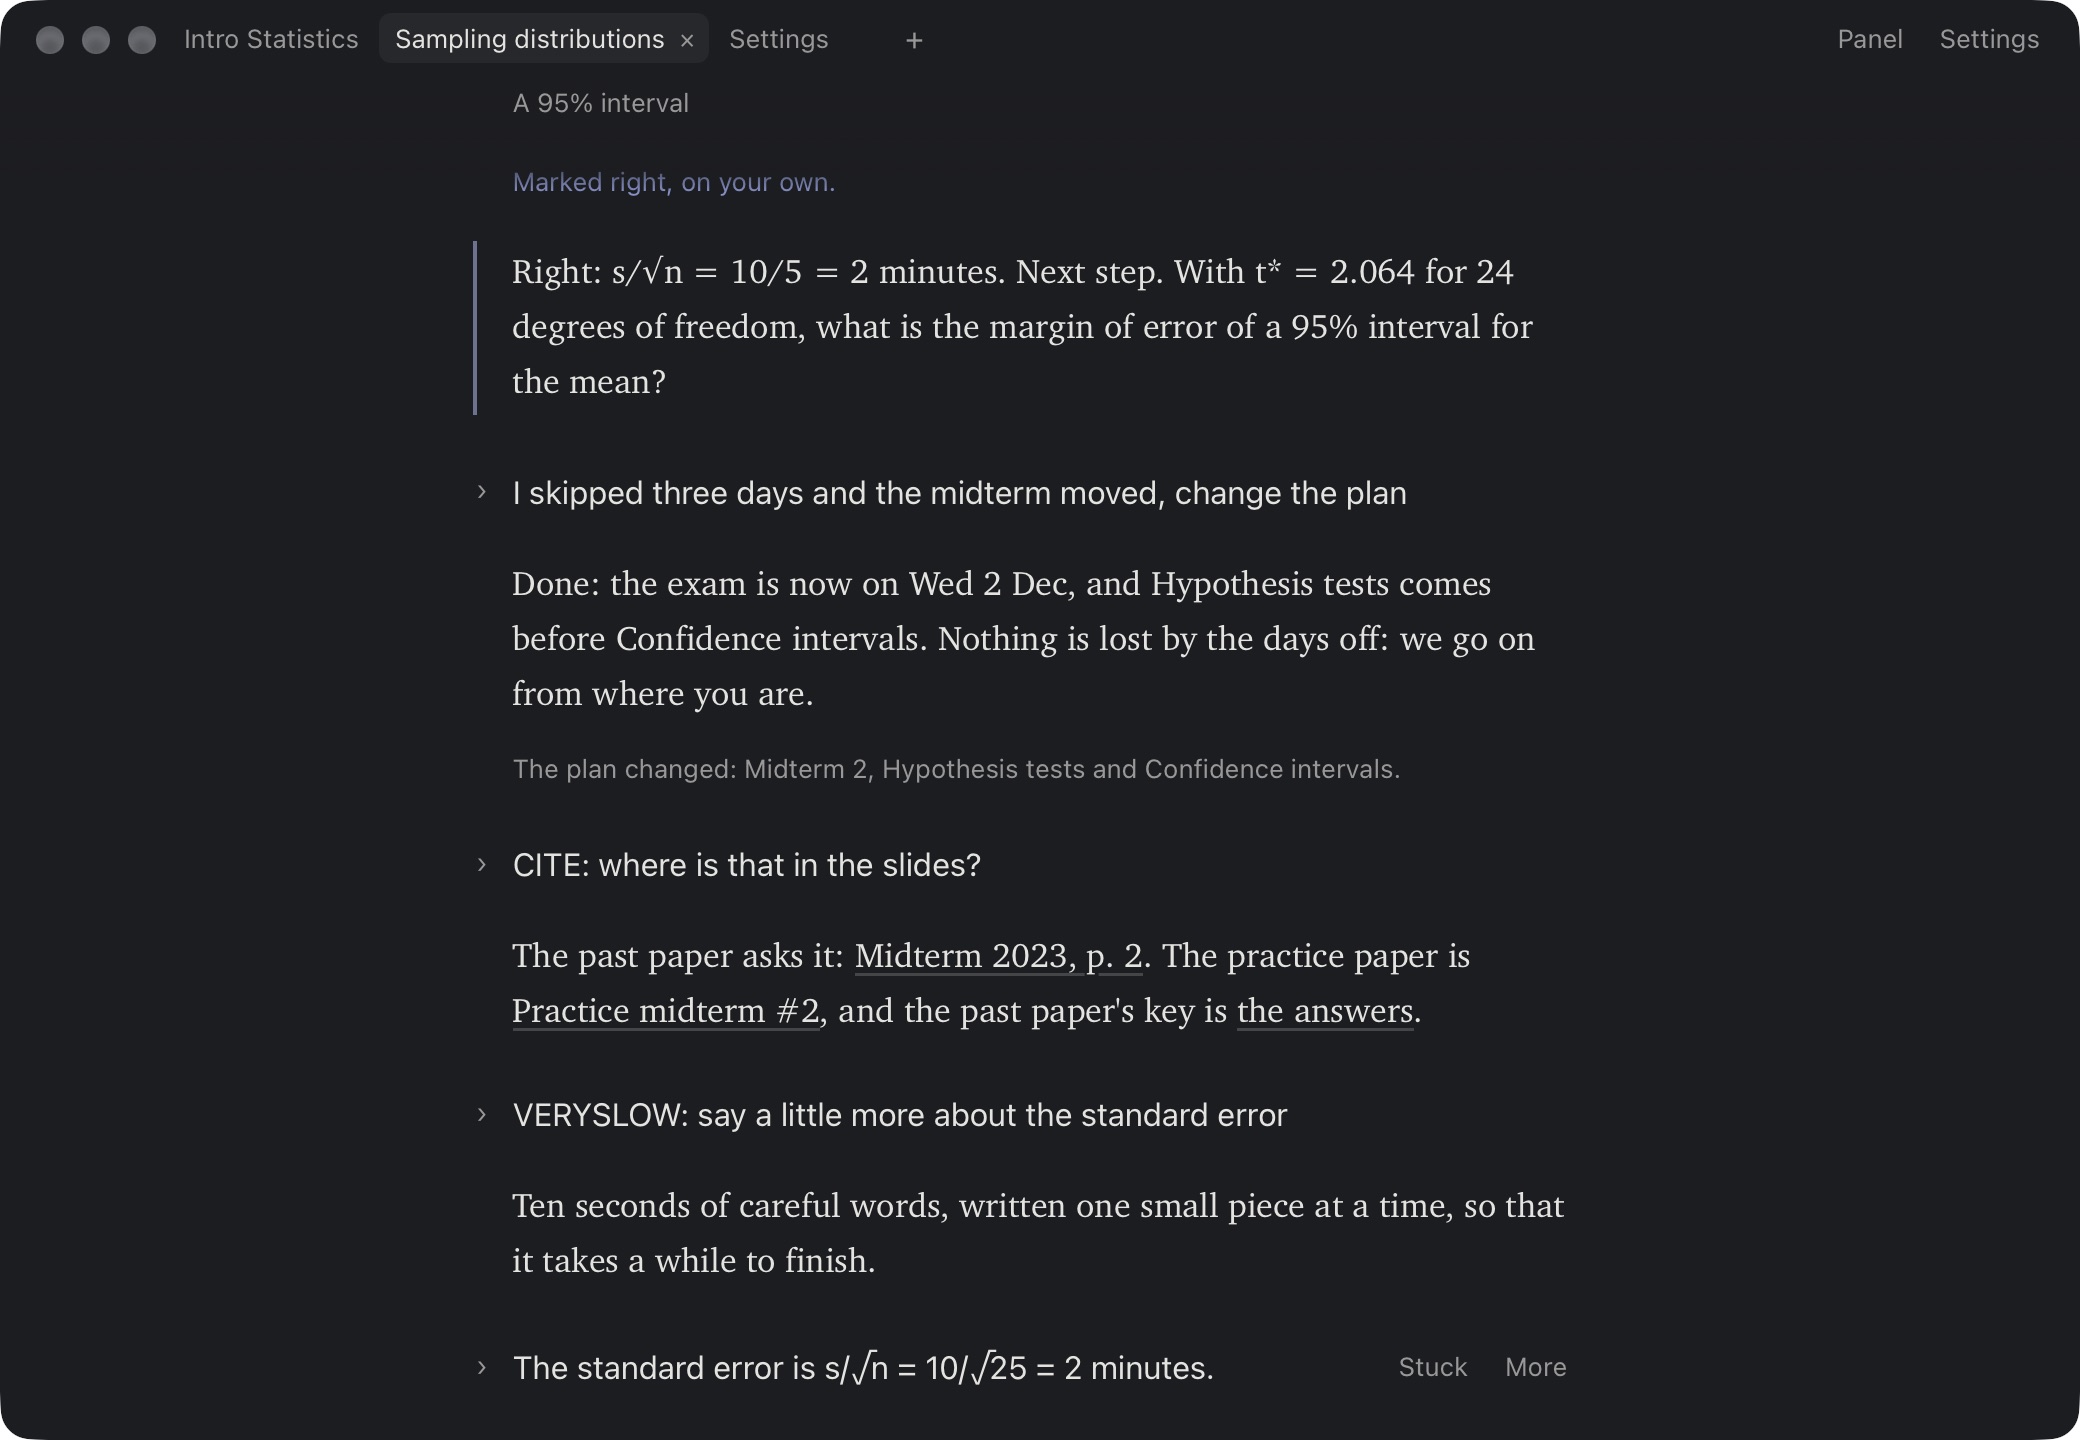 Intro Statistics
Sampling distributions ×
Settings
+
Panel
Settings
A 95% interval
Marked right, on your own.
Right: s/√n = 10/5 = 2 minutes. Next step. With t* = 2.064 for 24
degrees of freedom, what is the margin of error of a 95% interval for
the mean?
› I skipped three days and the midterm moved, change the plan
Done: the exam is now on Wed 2 Dec, and Hypothesis tests comes
before Confidence intervals. Nothing is lost by the days off: we go on
from where you are.
The plan changed: Midterm 2, Hypothesis tests and Confidence intervals.
› CITE: where is that in the slides?
The past paper asks it: Midterm 2023, p. 2. The practice paper is
Practice midterm #2, and the past paper's key is the answers.
› VERYSLOW: say a little more about the standard error
Ten seconds of careful words, written one small piece at a time, so that
it takes a while to finish.
› The standard error is s/√n = 10/√25 = 2 minutes.
Stuck
More